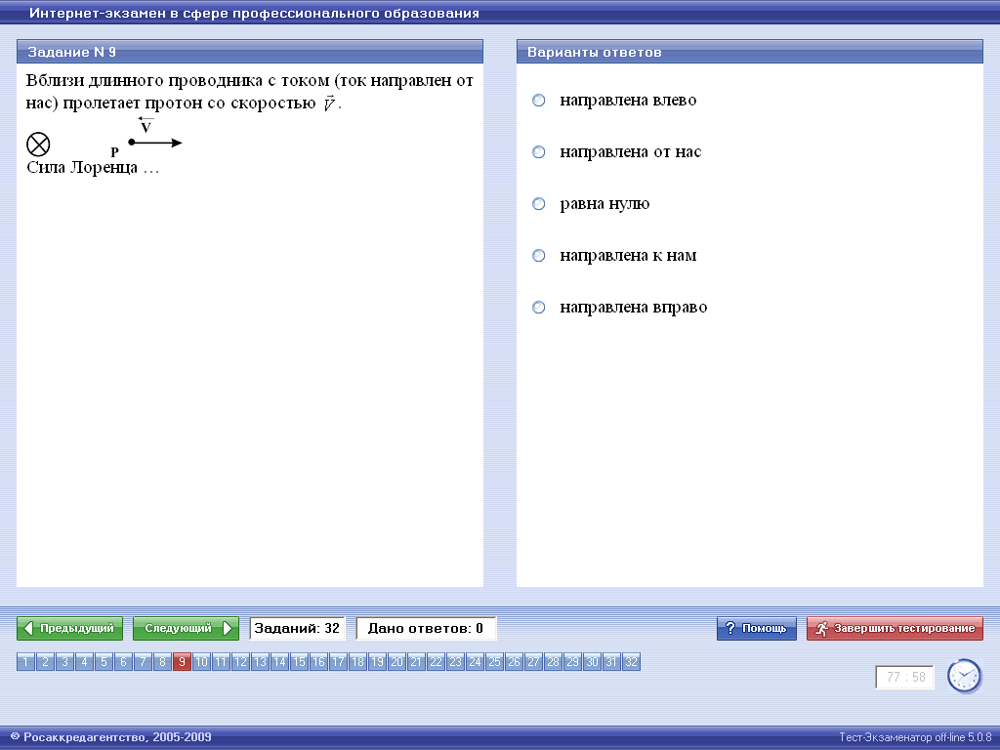 Интернет-экзамен в сфере профессионального образования
Задание N 9
Вблизи длинного проводника с током (ток направлен от
нас) пролетает протон со скоростью V⃗ .
V
P
Сила Лоренца …
Варианты ответов
направлена влево
направлена от нас
равна нулю
направлена к нам
направлена вправо
Предыдущий Следующий Заданий: 32 Дано ответов: 0 ? Помощь Завершить тестирование
1 2 3 4 5 6 7 8 9 10 11 12 13 14 15 16 17 18 19 20 21 22 23 24 25 26 27 28 29 30 31 32
77 : 58
© Росаккредагентство, 2005-2009 Тест-Экзаменатор off-line 5.0.8